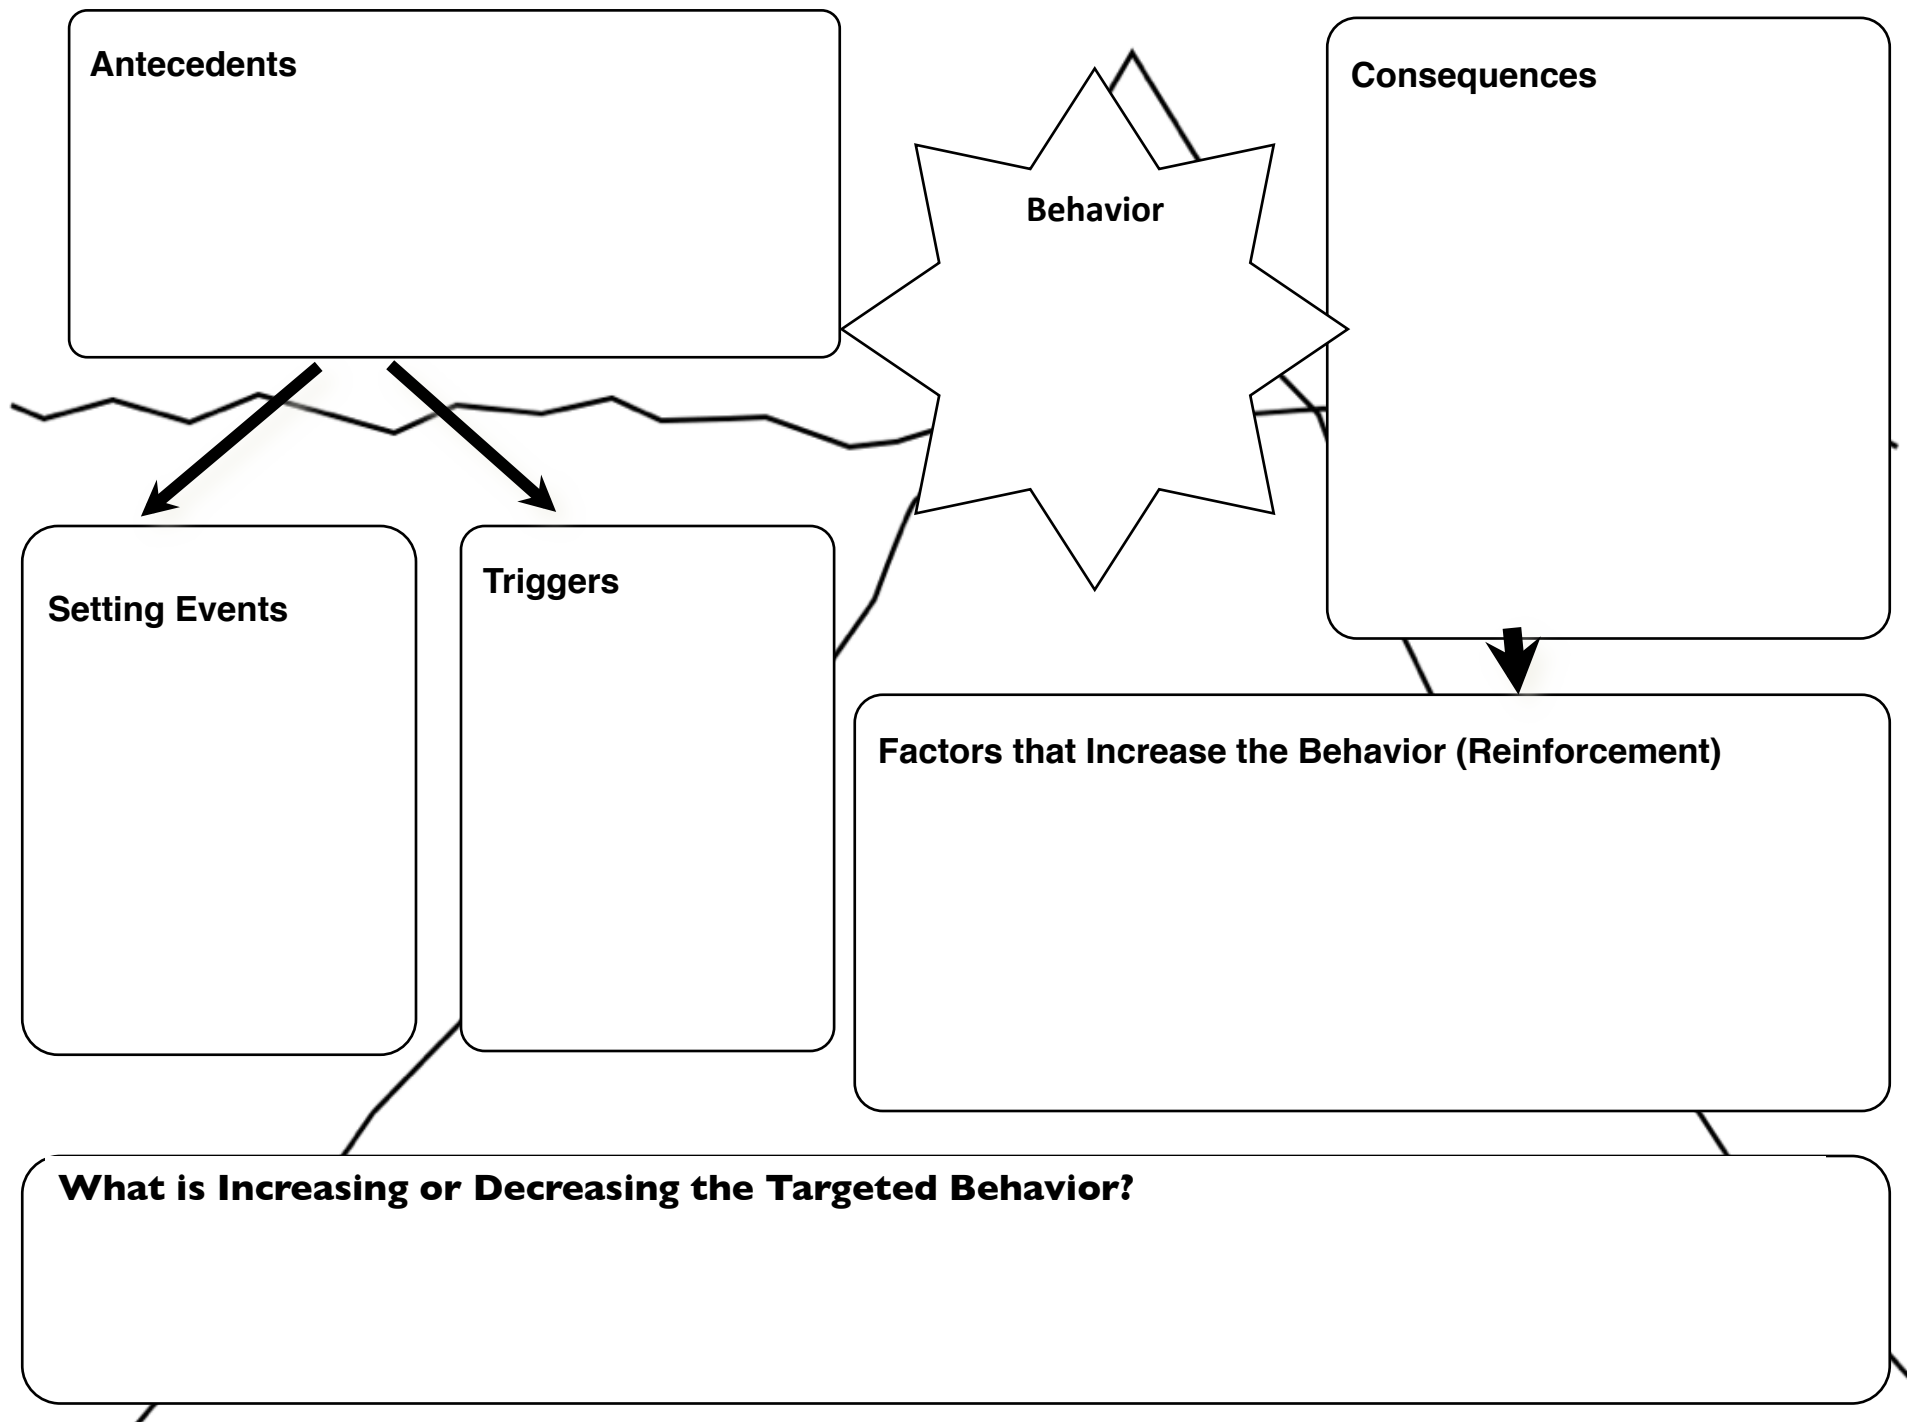 Antecedents
Behavior
Consequences
Setting Events
Triggers
Factors that Increase the Behavior (Reinforcement)
What is Increasing or Decreasing the Targeted Behavior?